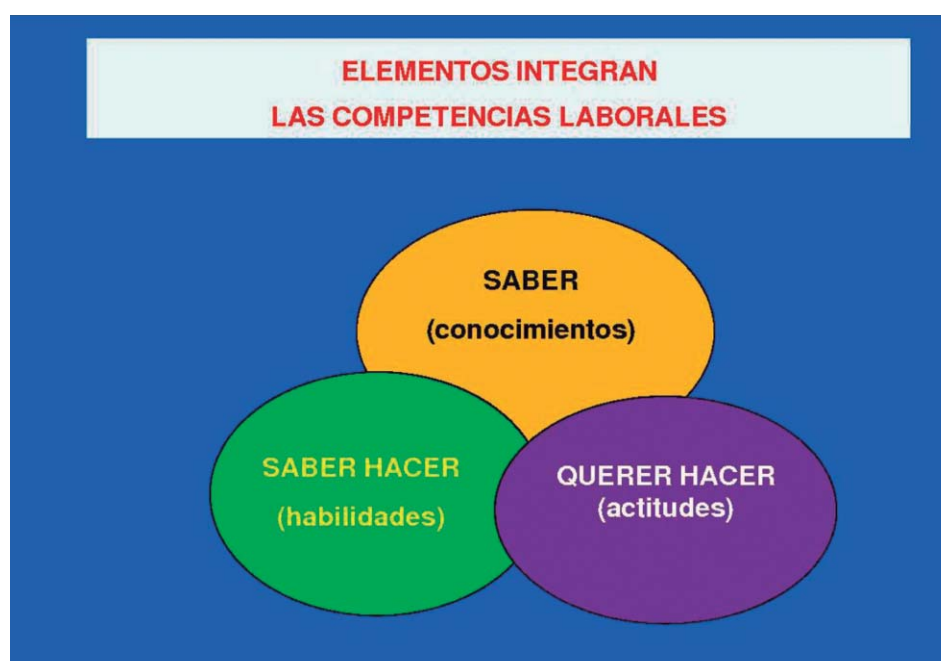 ELEMENTOS INTEGRAN
LAS COMPETENCIAS LABORALES
SABER
(conocimientos)
SABER HACER
(habilidades)
QUERER HACER
(actitudes)